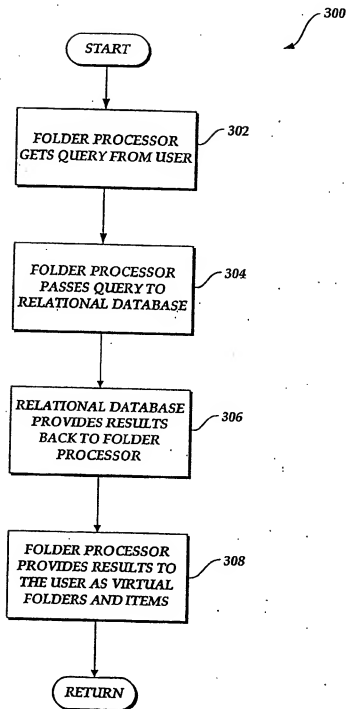 300
START
FOLDER PROCESSOR
GETS QUERY FROM USER
302
FOLDER PROCESSOR
PASSES QUERY TO
RELATIONAL DATABASE
304
RELATIONAL DATABASE
PROVIDES RESULTS
BACK TO FOLDER
PROCESSOR
306
FOLDER PROCESSOR
PROVIDES RESULTS TO
THE USER AS VIRTUAL
FOLDERS AND ITEMS
308
RETURN